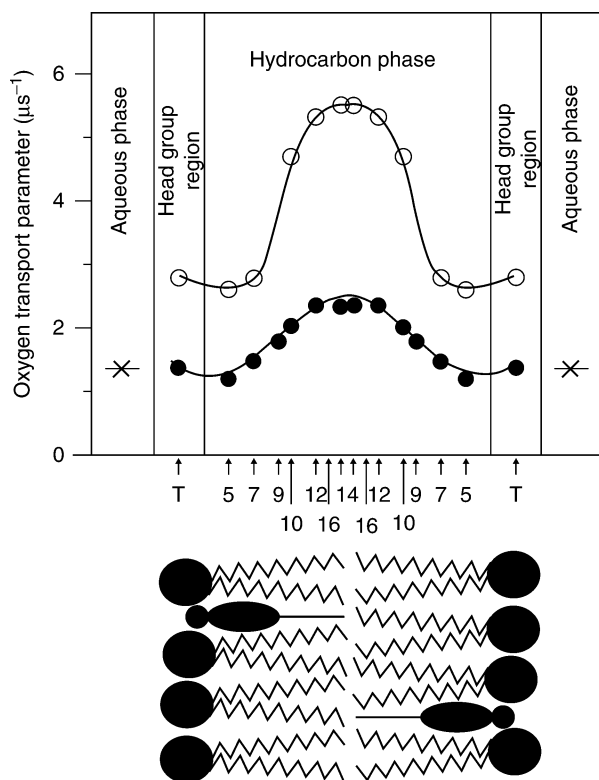 Oxygen transport parameter (μs⁻¹)
6
4
2
0
Aqueous phase
Head group
region
Hydrocarbon phase
Head group
region
Aqueous phase
T 5 7 9 12 14 12 9 7 5 T
10 16 16 10